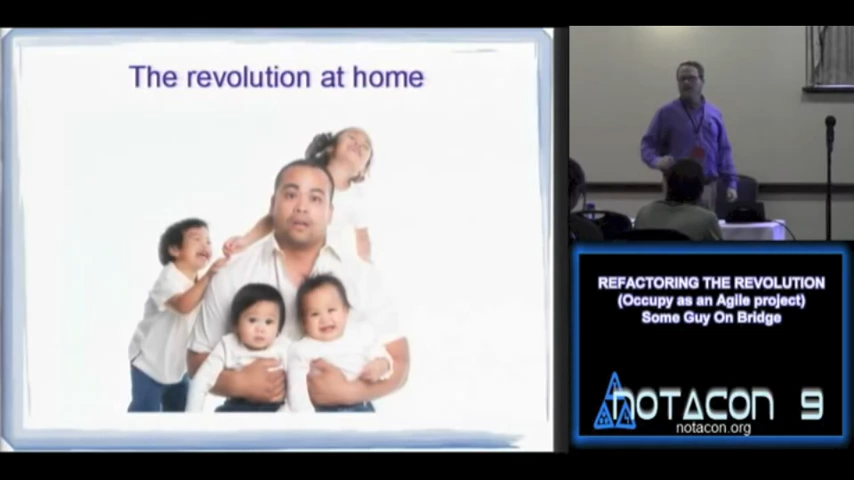 The revolution at home
REFACTORING THE REVOLUTION
(Occupy as an Agile project)
Some Guy On Bridge
NOTACON 9
notacon.org